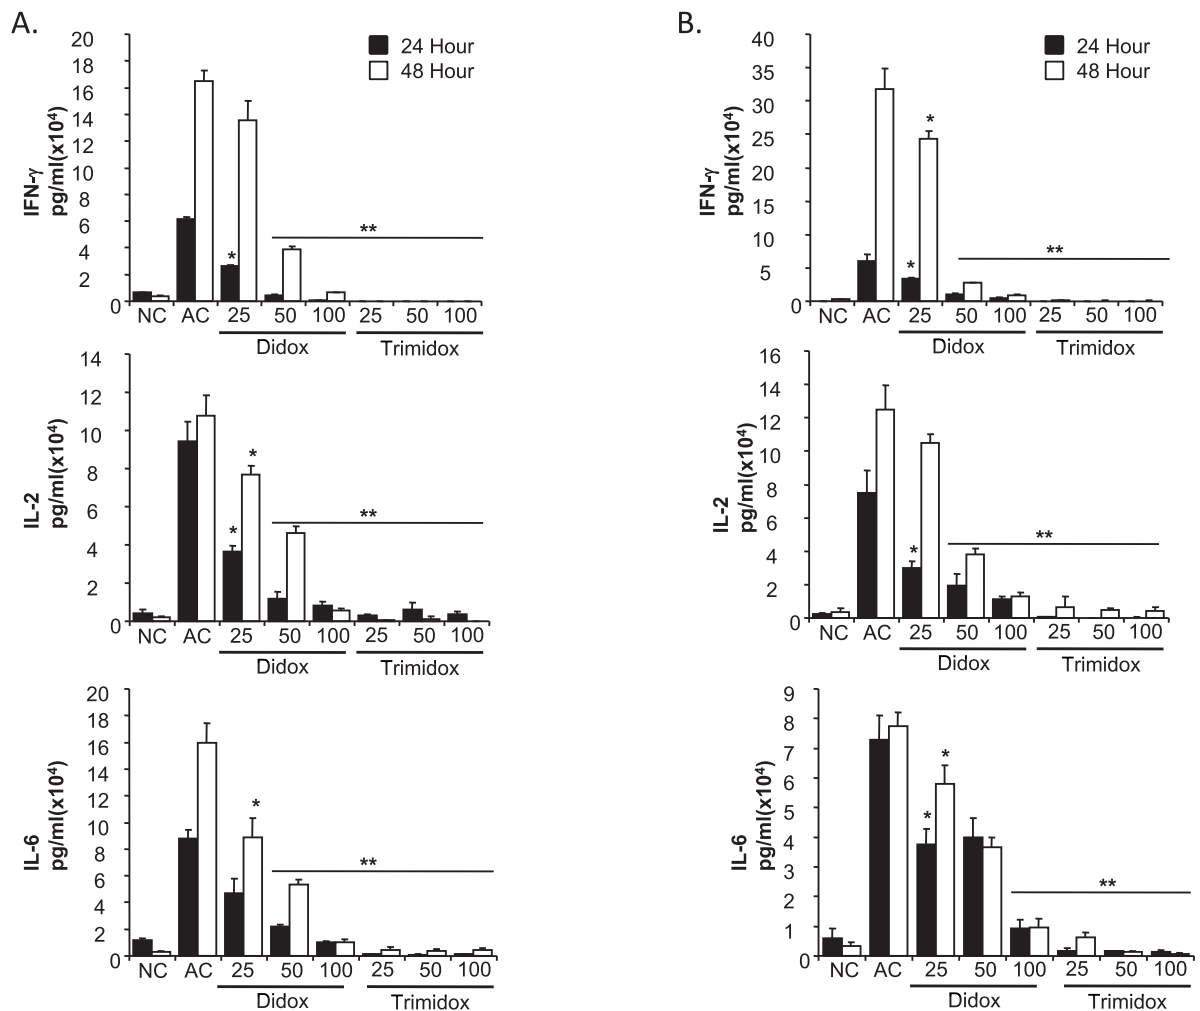 A.
20
18
16
14
12
10
8
6
4
2
0
IFN-γ
pg/ml(x10⁴)
24 Hour
48 Hour
*
**
NC AC 25 50 100 25 50 100
Didox Trimidox
B.
40
35
30
25
20
15
10
5
0
IFN-γ
pg/ml(x10⁴)
24 Hour
48 Hour
*
*
**
NC AC 25 50 100 25 50 100
Didox Trimidox
14
12
10
8
6
4
2
0
IL-2
pg/ml(x10⁴)
*
*
**
NC AC 25 50 100 25 50 100
Didox Trimidox
16
14
12
10
8
6
4
2
0
IL-2
pg/ml(x10⁴)
*
**
NC AC 25 50 100 25 50 100
Didox Trimidox
20
18
16
14
12
10
8
6
4
2
0
IL-6
pg/ml(x10⁴)
*
**
NC AC 25 50 100 25 50 100
Didox Trimidox
9
8
7
6
5
4
3
2
1
0
IL-6
pg/ml(x10⁴)
*
*
**
NC AC 25 50 100 25 50 100
Didox Trimidox